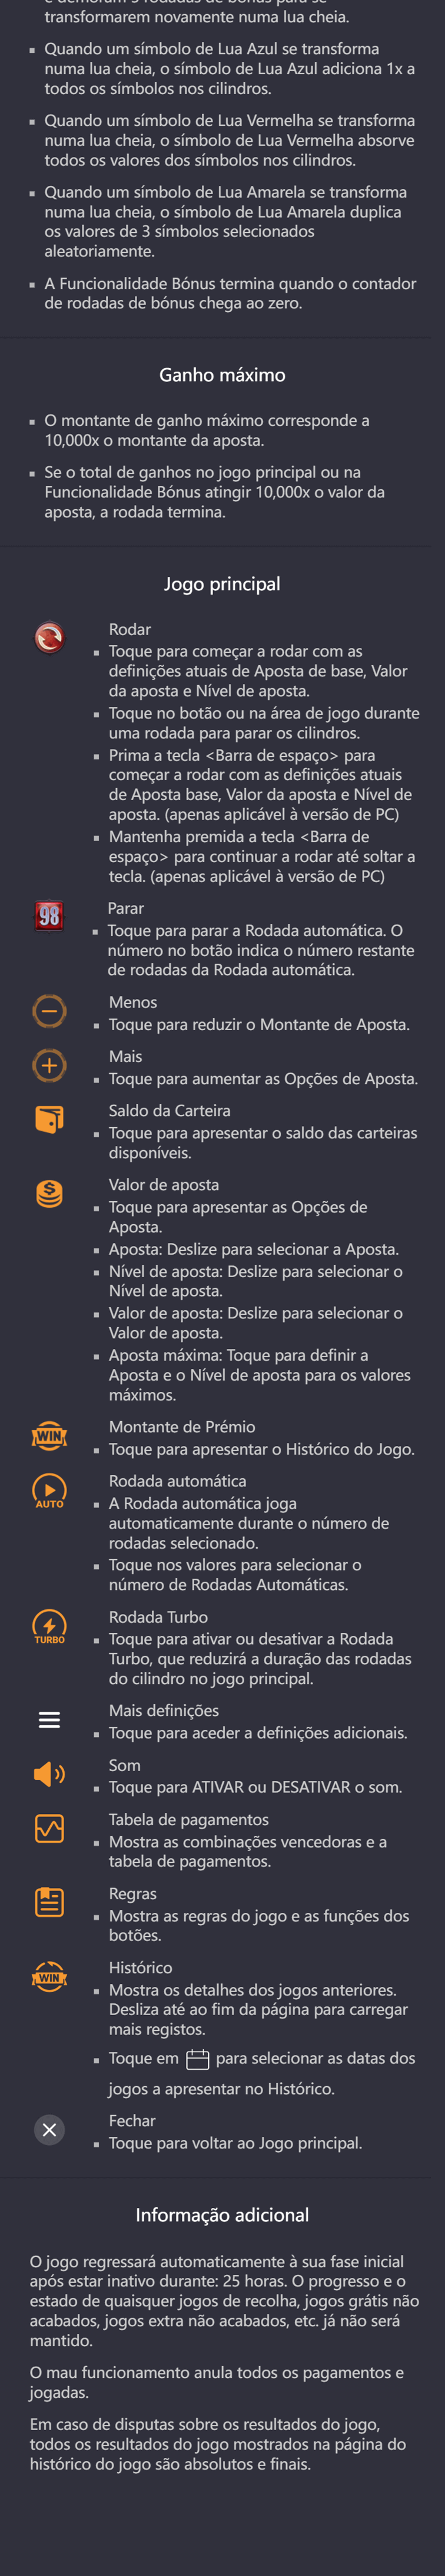 transformarem novamente numa lua cheia.
Quando um símbolo de Lua Azul se transforma
numa lua cheia, o símbolo de Lua Azul adiciona 1x a
todos os símbolos nos cilindros.
Quando um símbolo de Lua Vermelha se transforma
numa lua cheia, o símbolo de Lua Vermelha absorve
todos os valores dos símbolos nos cilindros.
Quando um símbolo de Lua Amarela se transforma
numa lua cheia, o símbolo de Lua Amarela duplica
os valores de 3 símbolos selecionados
aleatoriamente.
A Funcionalidade Bónus termina quando o contador
de rodadas de bónus chega ao zero.
Ganho máximo
O montante de ganho máximo corresponde a
10,000x o montante da aposta.
Se o total de ganhos no jogo principal ou na
Funcionalidade Bónus atingir 10,000x o valor da
aposta, a rodada termina.
Jogo principal
Rodar
Toque para começar a rodar com as
definições atuais de Aposta de base, Valor
da aposta e Nível de aposta.
Toque no botão ou na área de jogo durante
uma rodada para parar os cilindros.
Prima a tecla <Barra de espaço> para
começar a rodar com as definições atuais
de Aposta base, Valor da aposta e Nível de
aposta. (apenas aplicável à versão de PC)
Mantenha premida a tecla <Barra de
espaço> para continuar a rodar até soltar a
tecla. (apenas aplicável à versão de PC)
98
Parar
Toque para parar a Rodada automática. O
número no botão indica o número restante
de rodadas da Rodada automática.
Menos
Toque para reduzir o Montante de Aposta.
Mais
Toque para aumentar as Opções de Aposta.
Saldo da Carteira
Toque para apresentar o saldo das carteiras
disponíveis.
Valor de aposta
Toque para apresentar as Opções de
Aposta.
Aposta: Deslize para selecionar a Aposta.
Nível de aposta: Deslize para selecionar o
Nível de aposta.
Valor de aposta: Deslize para selecionar o
Valor de aposta.
Aposta máxima: Toque para definir a
Aposta e o Nível de aposta para os valores
máximos.
WIN
Montante de Prémio
Toque para apresentar o Histórico do Jogo.
AUTO
Rodada automática
A Rodada automática joga
automaticamente durante o número de
rodadas selecionado.
Toque nos valores para selecionar o
número de Rodadas Automáticas.
TURBO
Rodada Turbo
Toque para ativar ou desativar a Rodada
Turbo, que reduzirá a duração das rodadas
do cilindro no jogo principal.
Mais definições
Toque para aceder a definições adicionais.
Som
Toque para ATIVAR ou DESATIVAR o som.
Tabela de pagamentos
Mostra as combinações vencedoras e a
tabela de pagamentos.
Regras
Mostra as regras do jogo e as funções dos
botões.
WIN
Histórico
Mostra os detalhes dos jogos anteriores.
Desliza até ao fim da página para carregar
mais registos.
Toque em para selecionar as datas dos
jogos a apresentar no Histórico.
Fechar
Toque para voltar ao Jogo principal.
Informação adicional
O jogo regressará automaticamente à sua fase inicial
após estar inativo durante: 25 horas. O progresso e o
estado de quaisquer jogos de recolha, jogos grátis não
acabados, jogos extra não acabados, etc. já não será
mantido.
O mau funcionamento anula todos os pagamentos e
jogadas.
Em caso de disputas sobre os resultados do jogo,
todos os resultados do jogo mostrados na página do
histórico do jogo são absolutos e finais.